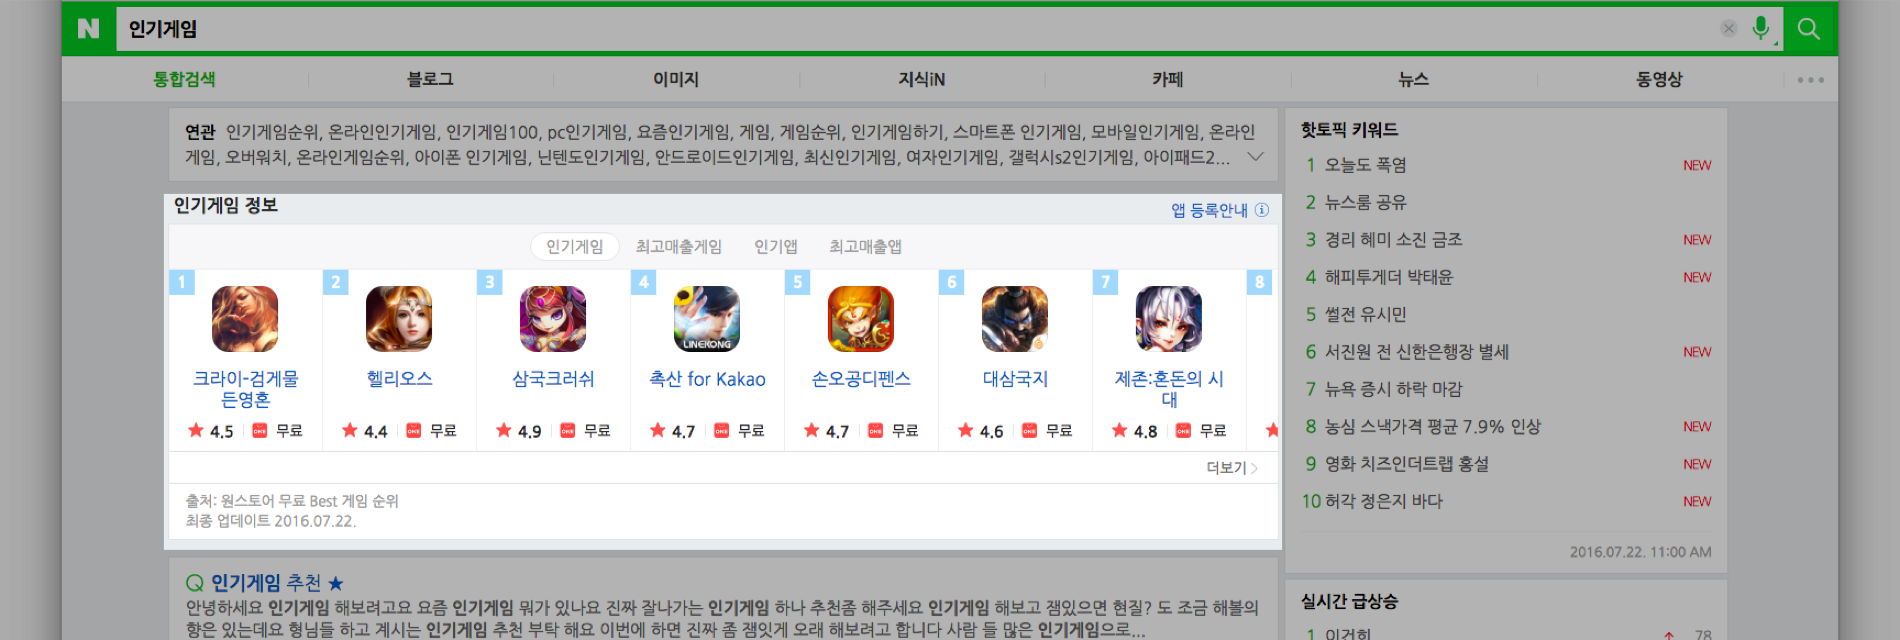 N 인기게임
통합검색 블로그 이미지 지식iN 카페 뉴스 동영상
연관 인기게임순위, 온라인인기게임, 인기게임100, pc인기게임, 요즘인기게임, 게임, 게임순위, 인기게임하기, 스마트폰 인기게임, 모바일인기게임, 온라인
게임, 오버워치, 온라인게임순위, 아이폰 인기게임, 닌텐도인기게임, 안드로이드인기게임, 최신인기게임, 여자인기게임, 갤럭시s2인기게임, 아이패드2...
인기게임 정보
앱 등록안내
인기게임 최고매출게임 인기앱 최고매출앱
1 2 3 4 5 6 7 8
LINEKONG
크라이-검게물 헬리오스 삼국크러쉬 촉산 for Kakao 손오공디펜스 대삼국지 제존:혼돈의 시
든영혼 대
4.5 ONE 무료 4.4 ONE 무료 4.9 ONE 무료 4.7 ONE 무료 4.7 ONE 무료 4.6 ONE 무료 4.8 ONE 무료
더보기
출처: 원스토어 무료 Best 게임 순위
최종 업데이트 2016.07.22.
인기게임 추천
안녕하세요 인기게임 해보려고요 요즘 인기게임 뭐가 있나요 진짜 잘나가는 인기게임 하나 추천좀 해주세요 인기게임 해보고 잼있으면 현질? 도 조금 해볼의
향은 있는데요 형님들 하고 계시는 인기게임 추천 부탁 해요 이번에 하면 진짜 좀 잼잇게 오래 해보려고 합니다 사람 들 많은 인기게임으로...
핫토픽 키워드
1 오늘도 폭염 NEW
2 뉴스룸 공유
3 경리 혜미 소진 금조 NEW
4 해피투게더 박태윤 NEW
5 썰전 유시민
6 서진원 전 신한은행장 별세 NEW
7 뉴욕 증시 하락 마감
8 농심 스낵가격 평균 7.9% 인상 NEW
9 영화 치즈인더트랩 홍설 NEW
10 허각 정은지 바다 NEW
2016.07.22. 11:00 AM
실시간 급상승
1 이건희 78